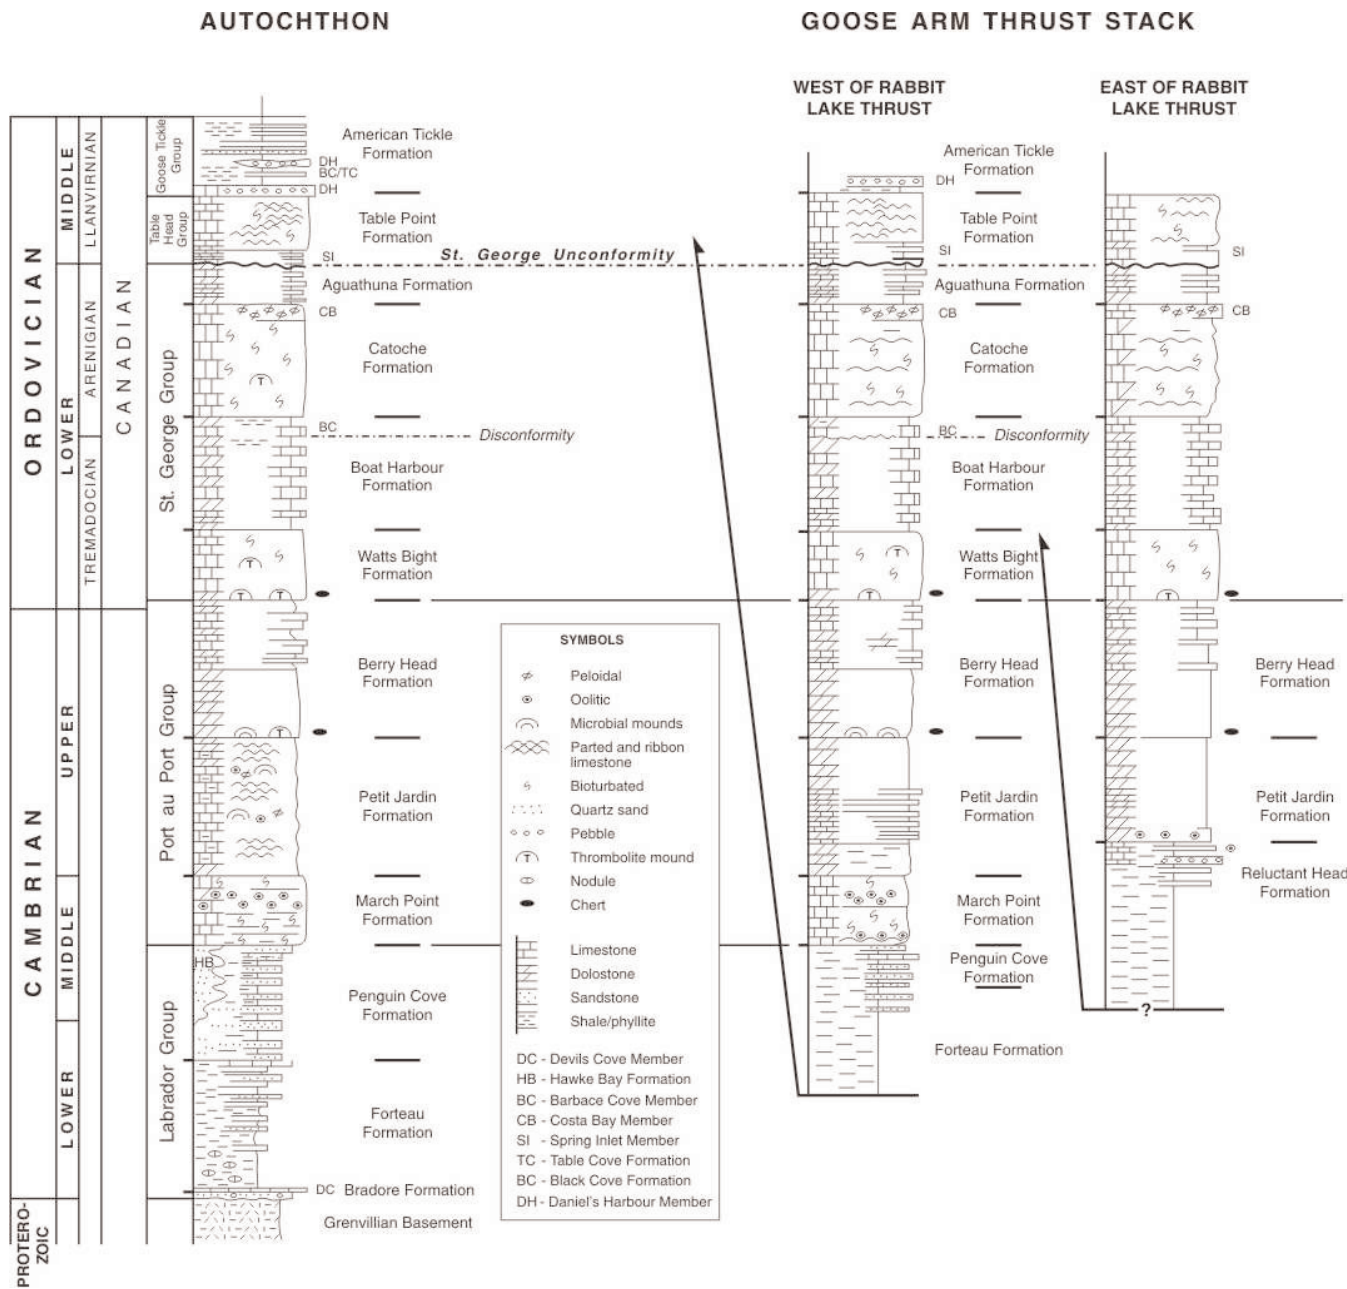 AUTOCHTHON
GOOSE ARM THRUST STACK
WEST OF RABBIT
LAKE THRUST
EAST OF RABBIT
LAKE THRUST
ORDOVICIAN
MIDDLE
LLANVIRNIAN
LOWER
ARENIGIAN
TREMADOCIAN
CANADIAN
CAMBRIAN
UPPER
MIDDLE
LOWER
PROTERO-
ZOIC
Goose Tickle
Group
Table
Head
Group
St. George Group
Port au Port Group
Labrador Group
American Tickle
Formation
DH
BC/TC
DH
Table Point
Formation
SI
St. George Unconformity
Aguathuna Formation
CB
Catoche
Formation
BC
Disconformity
Boat Harbour
Formation
Watts Bight
Formation
T
T
T
T
Berry Head
Formation
T
Petit Jardin
Formation
March Point
Formation
HB
Penguin Cove
Formation
Forteau
Formation
DC Bradore Formation
Grenvillian Basement
SYMBOLS
Peloidal
Oolitic
Microbial mounds
Parted and ribbon
limestone
Bioturbated
Quartz sand
Pebble
T Thrombolite mound
Nodule
Chert
Limestone
Dolostone
Sandstone
Shale/phyllite
DC - Devils Cove Member
HB - Hawke Bay Formation
BC - Barbace Cove Member
CB - Costa Bay Member
SI - Spring Inlet Member
TC - Table Cove Formation
BC - Black Cove Formation
DH - Daniel's Harbour Member
American Tickle
Formation
DH
Table Point
Formation
SI
Aguathuna Formation
CB
Catoche
Formation
BC
Disconformity
Boat Harbour
Formation
T
Watts Bight
Formation
T
Berry Head
Formation
Petit Jardin
Formation
March Point
Formation
Penguin Cove
Formation
Forteau Formation
SI
CB
T
Berry Head
Formation
Petit Jardin
Formation
Reluctant Head
Formation
?